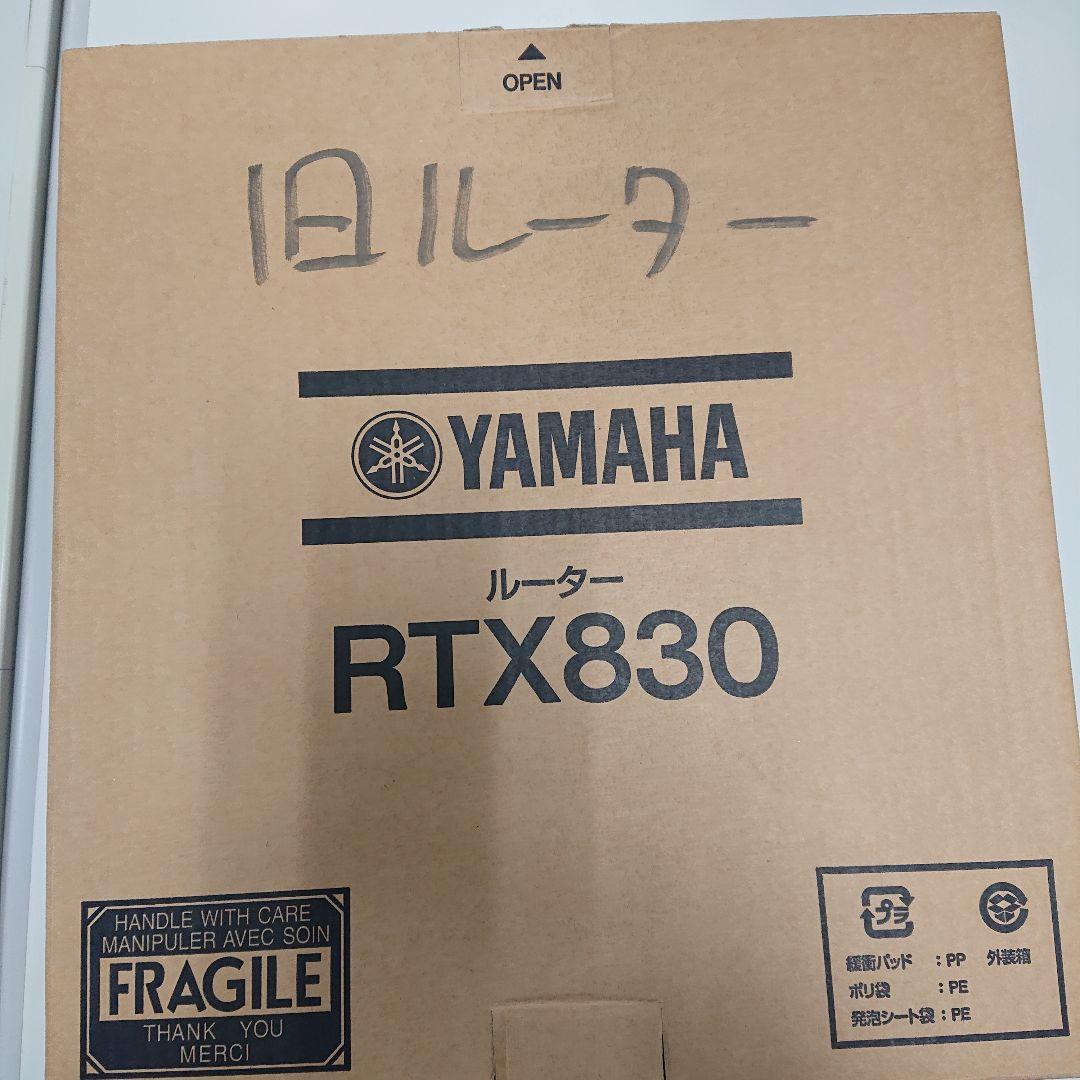 OPEN
旧ルーター
YAMAHA
ルーター
RTX830
HANDLE WITH CARE
MANIPULER AVEC SOIN
FRAGILE
THANK YOU
MERCI
プラ
緩衝パッド :PP 外装箱
ポリ袋 :PE
発泡シート袋:PE